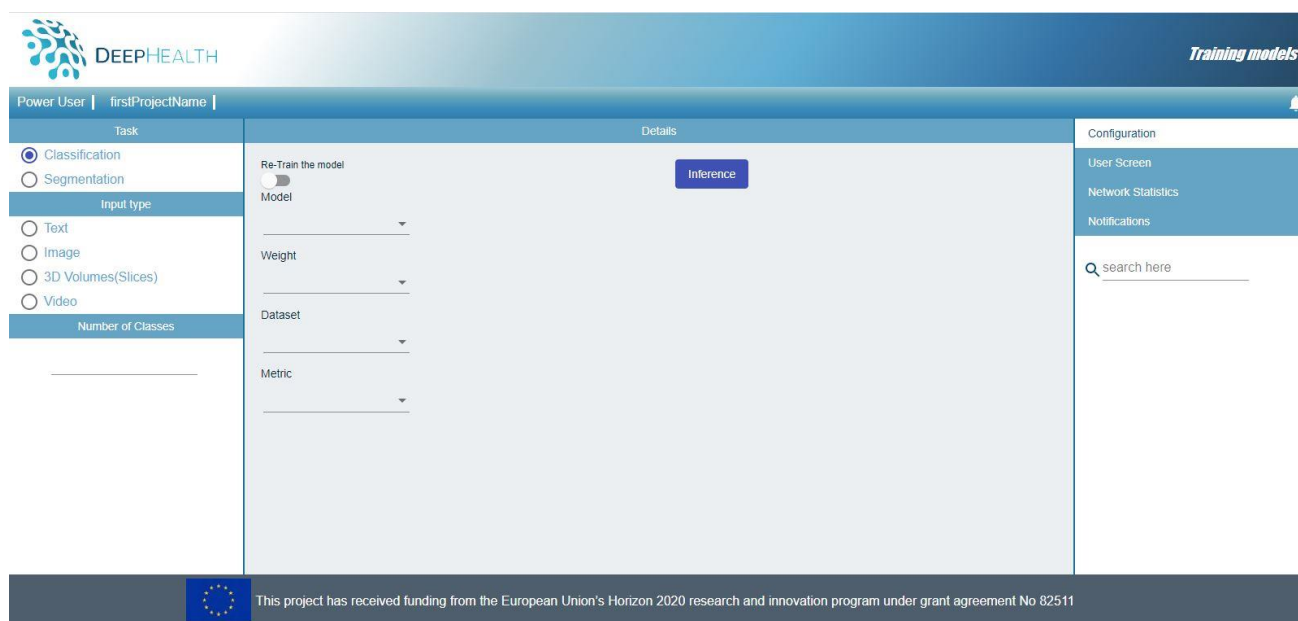 DEEPHEALTH
Training models
Power User | firstProjectName |
Task
Classification
Segmentation
Input type
Text
Image
3D Volumes(Slices)
Video
Number of Classes
Details
Re-Train the model
Inference
Model
Weight
Dataset
Metric
Configuration
User Screen
Network Statistics
Notifications
search here
This project has received funding from the European Union's Horizon 2020 research and innovation program under grant agreement No 82511